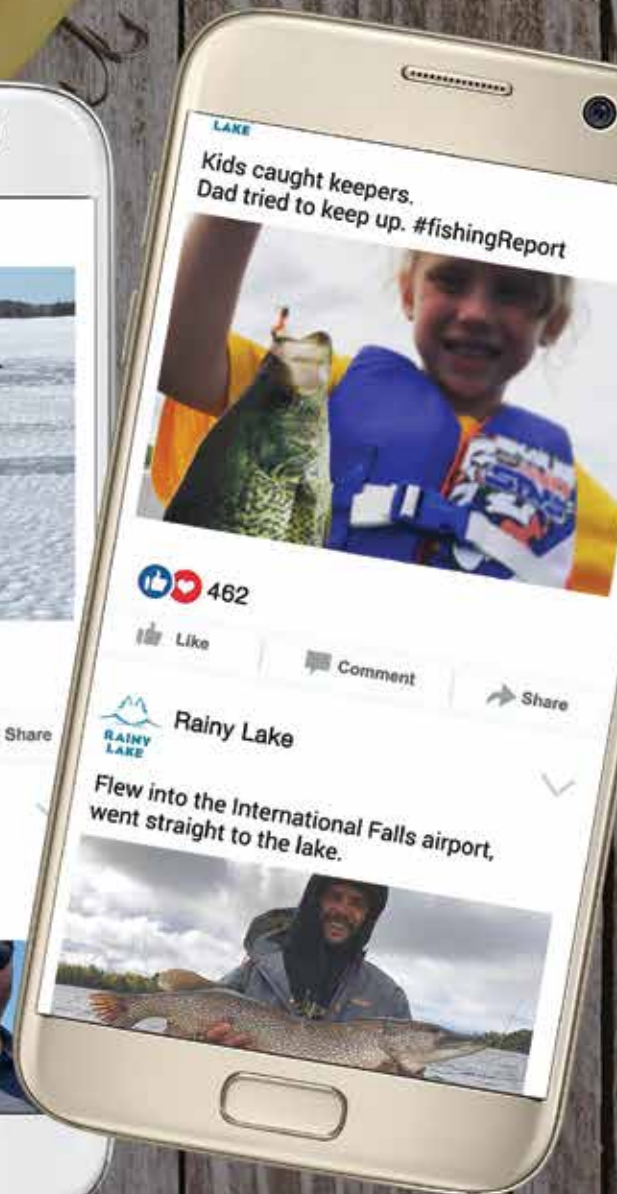 LAKE
Kids caught keepers.
Dad tried to keep up. #fishingReport
462
Like
Comment
Share
Share
RAINY
LAKE
Rainy Lake
Flew into the International Falls airport,
went straight to the lake.